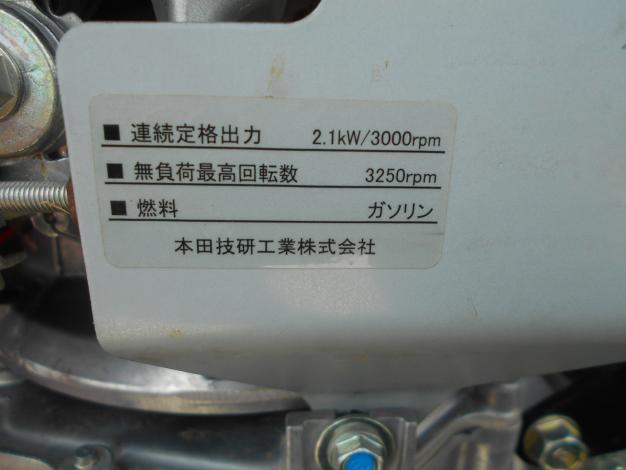 ■ 連続定格出力 2.1kW/3000rpm
■ 無負荷最高回転数 3250rpm
■ 燃料 ガソリン
本田技研工業株式会社